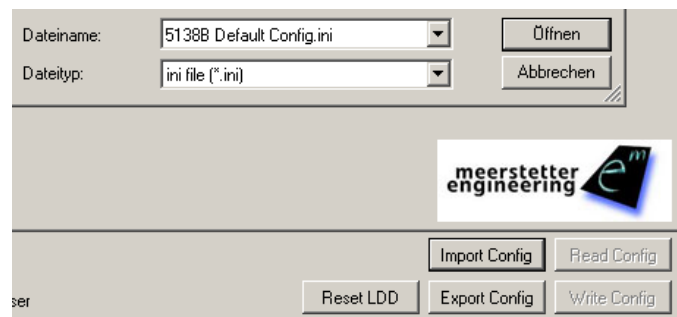 Dateiname:
5138B Default Config.ini
Öffnen
Dateityp:
ini file (*.ini)
Abbrechen
meerstetter
engineering
em
Import Config
Read Config
ser
Reset LDD
Export Config
Write Config